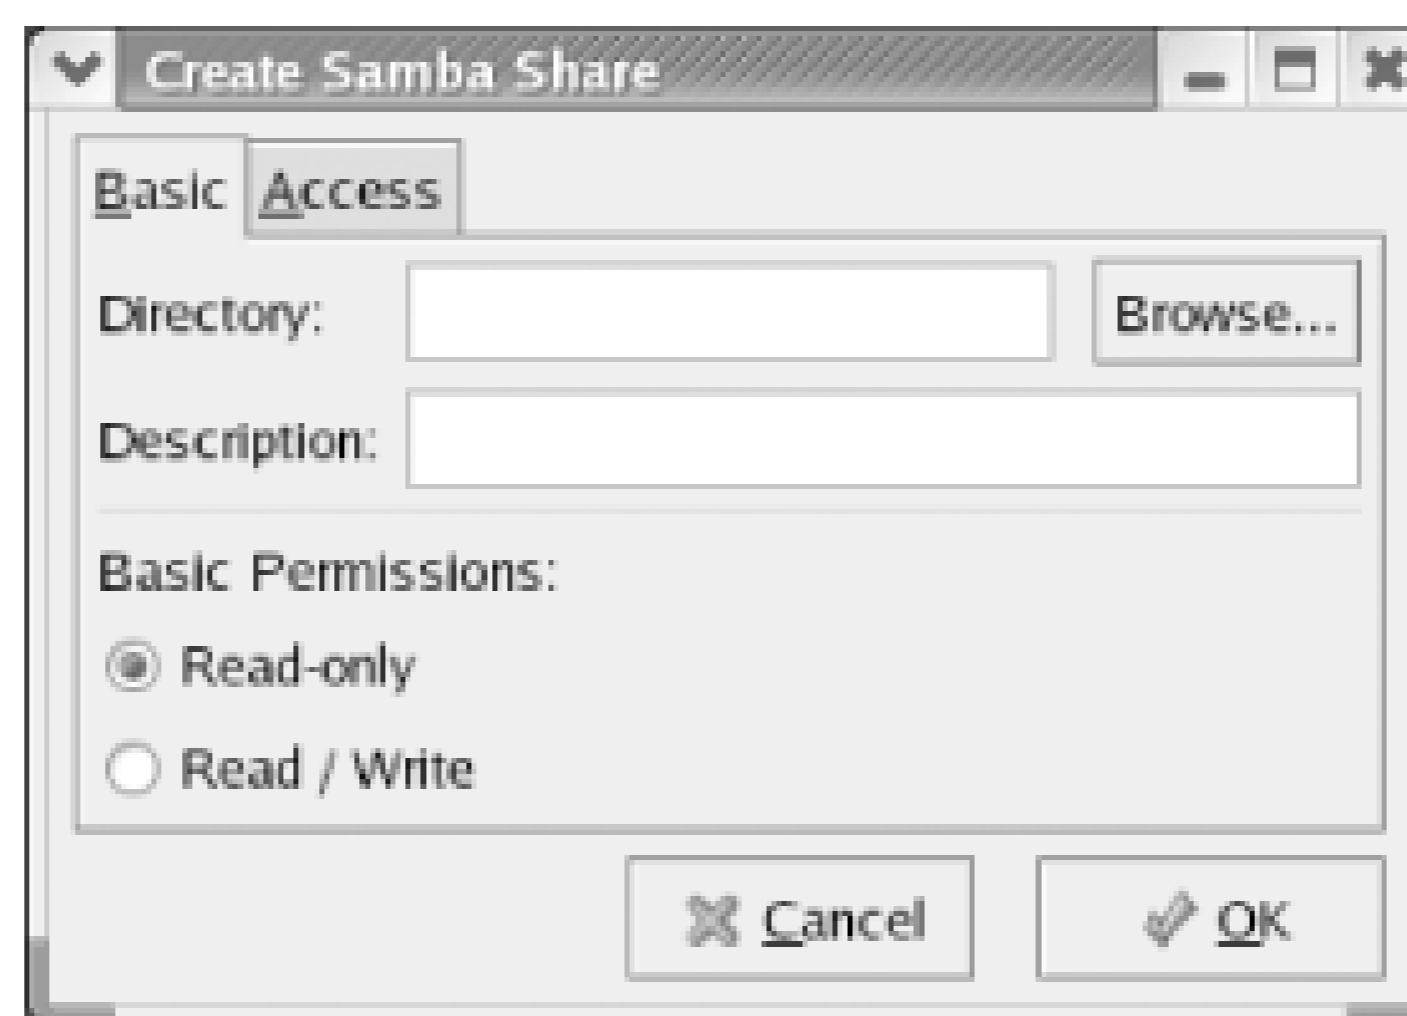 Create Samba Share
Basic Access
Directory: Browse...
Description:
Basic Permissions:
Read-only
Read / Write
Cancel OK